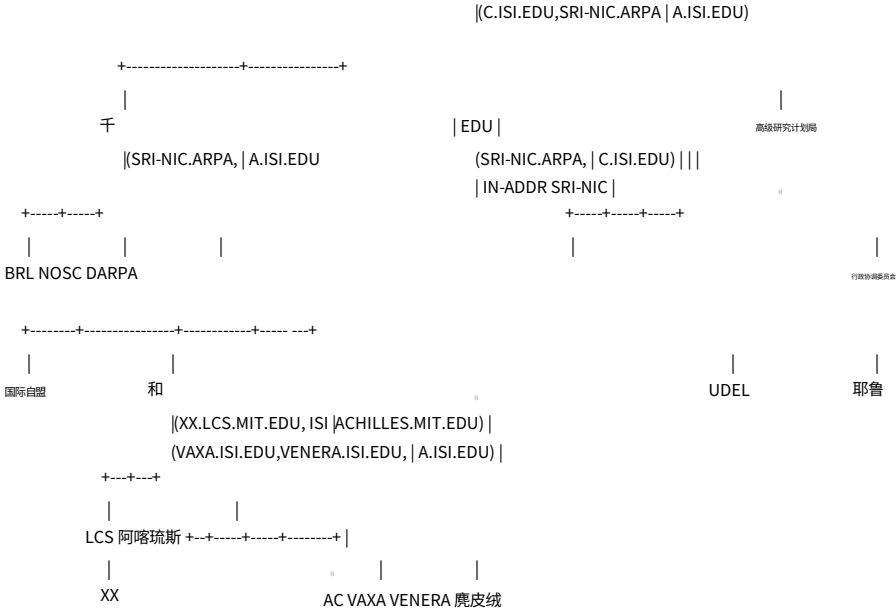 |(C.ISI.EDU,SRI-NIC.ARPA | A.ISI.EDU)
+--------------------+----------------+
| |
千 | EDU | 高级研究计划局
|(SRI-NIC.ARPA, | A.ISI.EDU (SRI-NIC.ARPA, | C.ISI.EDU) | | |
| IN-ADDR SRI-NIC |
+-----+-----+ +-----+-----+-----+
| | | | |
BRL NOSC DARPA 行政协调委员会
+--------+----------------+------------+----- ---+
| | | |
国际自盟 和 UDEL 耶鲁
|(XX.LCS.MIT.EDU, ISI |ACHILLES.MIT.EDU) |
(VAXA.ISI.EDU,VENERA.ISI.EDU, | A.ISI.EDU) |
+---+---+
| |
LCS 阿喀琉斯 +--+-----+-----+--------+ |
| | |
XX AC VAXA VENERA 麂皮绒